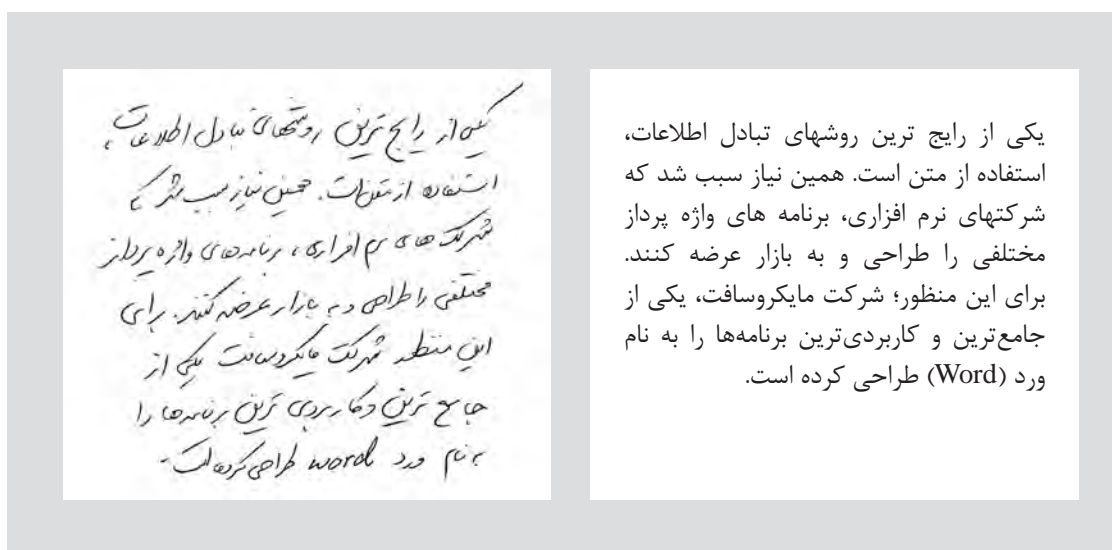 یکی از رایج ترین روشهای تبادل اطلاعات،
استفاده از متن است. همین نیاز سبب شد که
شرکتهای نرم افزاری، برنامه های واژه پرداز
مختلفی را طراحی و به بازار عرضه کنند.
برای این منظور؛ شرکت مایکروسافت، یکی از
جامع‌ترین و کاربردی‌ترین برنامه‌ها را به نام
ورد (Word) طراحی کرده است.
یکی از رایج ترین روشهای تبادل اطلاعات،
استفاده از متن است. همین نیاز سبب شد که
شرکت های نرم افزاری، برنامه های واژه پرداز
مختلفی را طراحی و به بازار عرضه کنند. برای
این منظور شرکت مایکروسافت یکی از
جامع ترین و کاربردی ترین برنامه ها را
به نام ورد word طراحی کرده است.